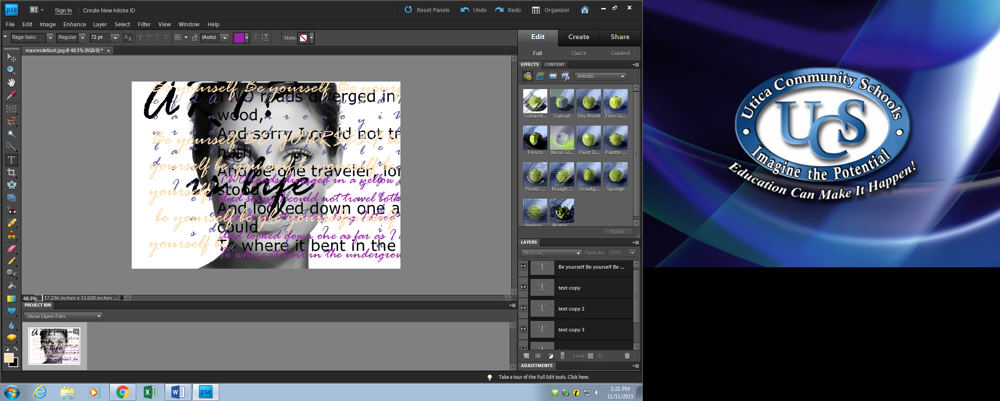 pse
Sign In
Create New Adobe ID
Reset Panels
Undo
Redo
Organizer
File Edit Image Enhance Layer Select Filter View Window Help
Rage Italic
Regular
72 pt
(Auto)
Style:
Edit Create Share
Full Quick Guided
maxresdefault.jpg @ 48.5% (RGB/8) *
EFFECTS CONTENT
Artistic
Colored... Cutout Dry Brush Film Gr...
Fresco Neon Gl... Paint D... Palette ...
Plastic ... Rough ... Smudg... Sponge
Underp... Waterc...
Apply
Be yourself Be yourself Be yourse
TWO roads diverged in
wood,
And sorry I could not tr
Be yourself BE YOURSELF be
both
yourself be yourself be yourself be
And be one traveler, lon
TWO roads diverged in a yellow
in life
yourself
stood
And sorry I could not travel both
And looked down one a
be yourself be ybe yourselfourself
could
And looked down one as far as I
yourself be
To where it bent in the
To where it bent in the undergrow
48.5%
17.236 inches x 12.028 inches ...
LAYERS
Normal
Opacity: 100%
Be yourself Be yourself Be ...
text copy
text copy 2
text copy 3
Lock:
ADJUSTMENTS
PROJECT BIN
Show Open Files
Take a tour of the Full Edit tools. Click here.
pse
1:21 PM
11/11/2015
Utica Community Schools
UCS
Imagine the Potential
Education Can Make It Happen!